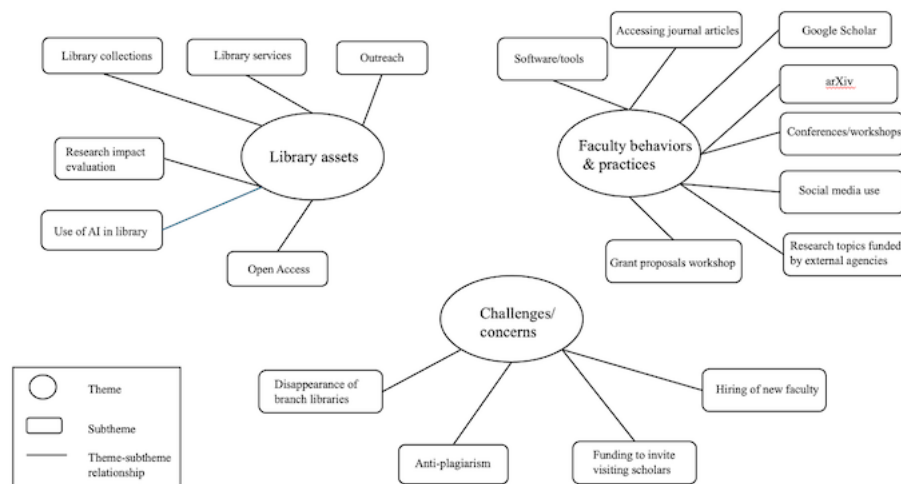 Library collections
Library services
Outreach
Research impact
evaluation
Library assets
Use of AI in library
Open Access
Accessing journal articles
Software/tools
Google Scholar
arXiv
Faculty behaviors
& practices
Conferences/workshops
Social media use
Grant proposals workshop
Research topics funded
by external agencies
Challenges/
concerns
Disappearance of
branch libraries
Hiring of new faculty
Anti-plagiarism
Funding to invite
visiting scholars
Theme
Subtheme
Theme-subtheme
relationship